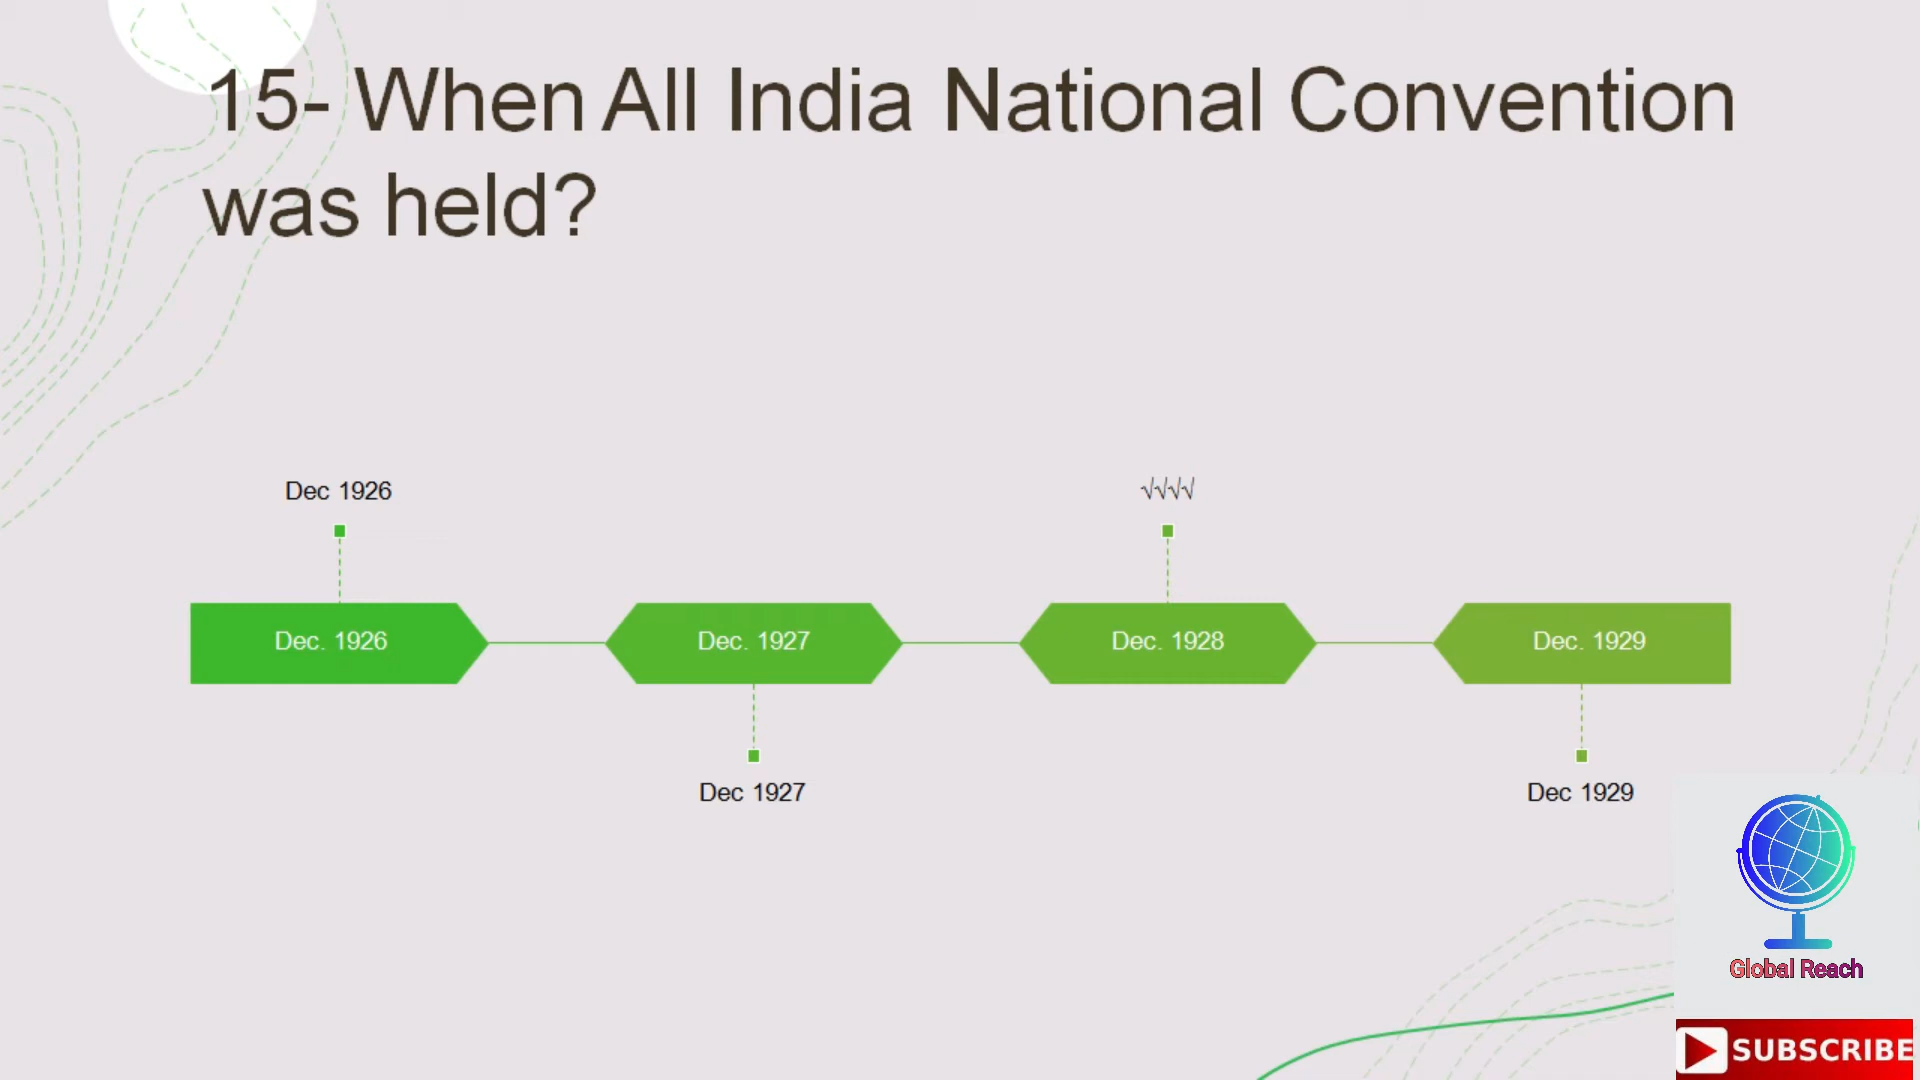 15- When All India National Convention
was held?
Dec 1926
√√√√
Dec. 1926
Dec. 1927
Dec. 1928
Dec. 1929
Dec 1927
Dec 1929
Global Reach
SUBSCRIBE